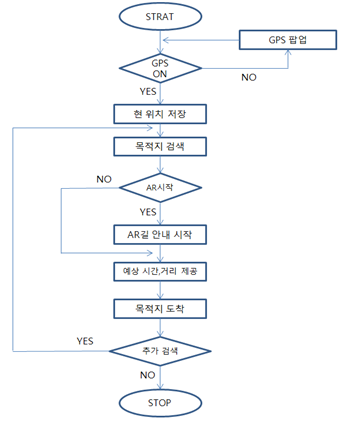 STRAT
GPS 팝업
GPS
ON
NO
YES
현 위치 저장
목적지 검색
NO
AR시작
YES
AR길 안내 시작
예상 시간,거리 제공
목적지 도착
YES
추가 검색
NO
STOP